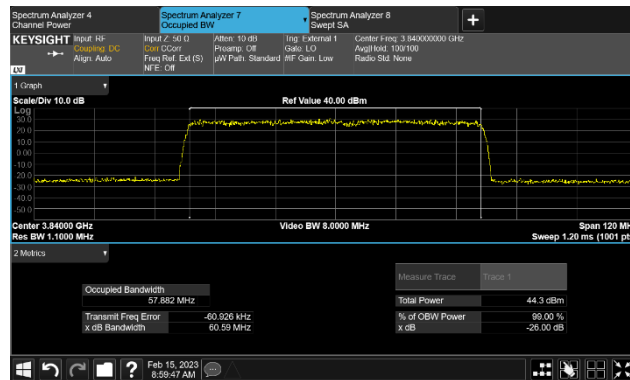 Spectrum Analyzer 4
Channel Power
Spectrum Analyzer 7
Occupied BW
Spectrum Analyzer 8
Swept SA
KEYSIGHT
Input: RF
Coupling: DC
Align: Auto
Input Z: 50 Ω
Corr CCorr
Freq Ref: Ext (S)
NFE: Off
Atten: 10 dB
Preamp: Off
µW Path: Standard
Trig: External 1
Gate: LO
#IF Gain: Low
Center Freq: 3.840000000 GHz
Avg|Hold: 100/100
Radio Std: None
LXI
1 Graph
Scale/Div 10.0 dB
Ref Value 40.00 dBm
Log
30.0
20.0
10.0
0.00
-10.0
-20.0
-30.0
-40.0
-50.0
Center 3.84000 GHz
Res BW 1.1000 MHz
Video BW 8.0000 MHz
Span 120 MH
Sweep 1.20 ms (1001 pt
2 Metrics
Measure Trace
Trace 1
Occupied Bandwidth
57.882 MHz
Total Power
44.3 dBm
Transmit Freq Error
-60.926 kHz
% of OBW Power
99.00 %
x dB Bandwidth
60.59 MHz
x dB
-26.00 dB
?
Feb 15, 2023
8:59:47 AM